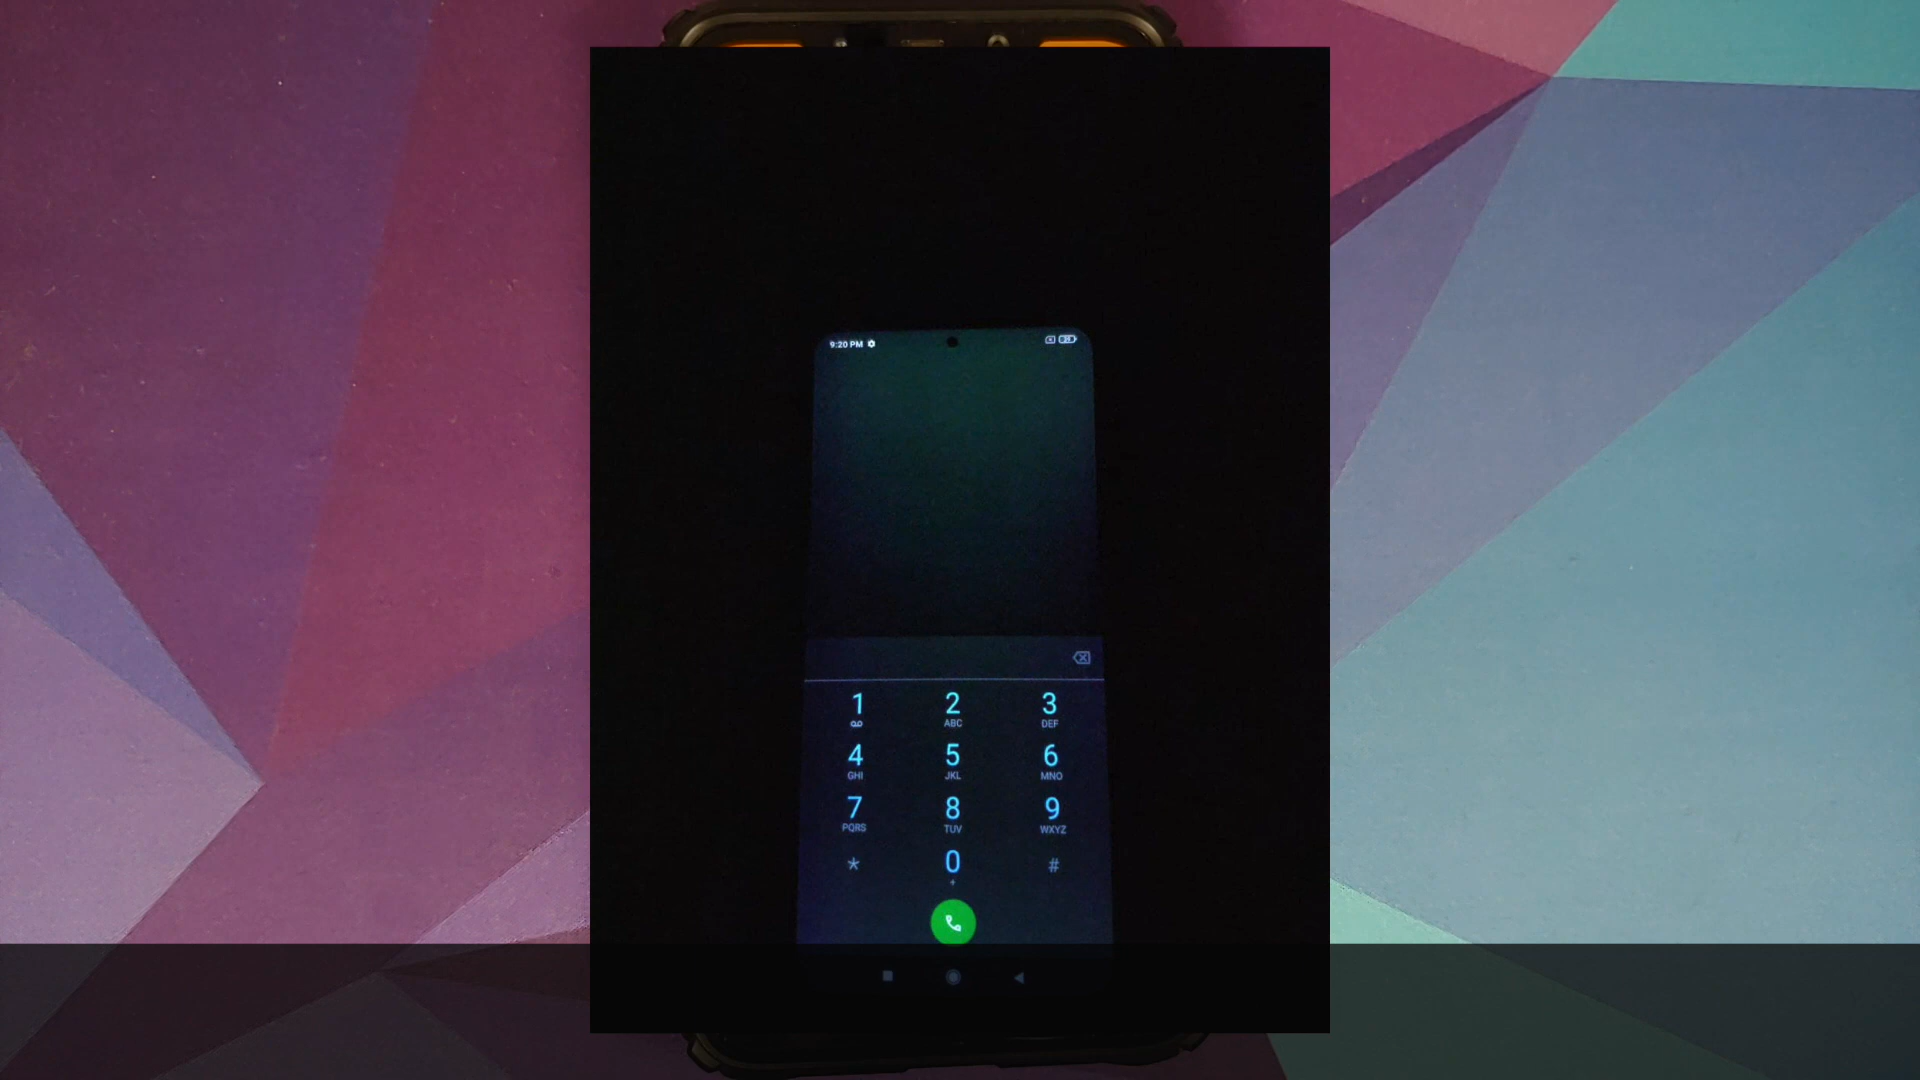 9:20 PM
1 2 3
ABC DEF
4 5 6
GHI JKL MNO
7 8 9
PQRS TUV WXYZ
* 0 #
+